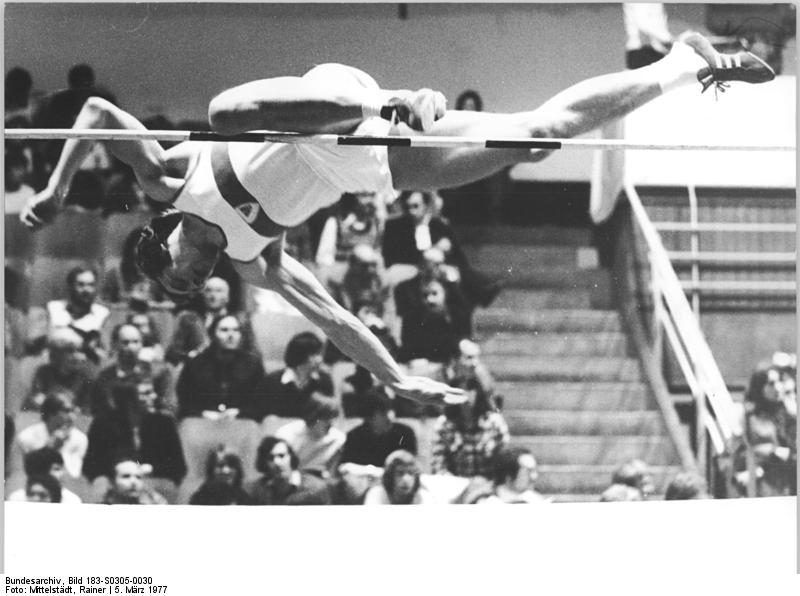 Bundesarchiv, Bild 183-S0305-0030
Foto: Mittelstädt, Rainer | 5. März 1977